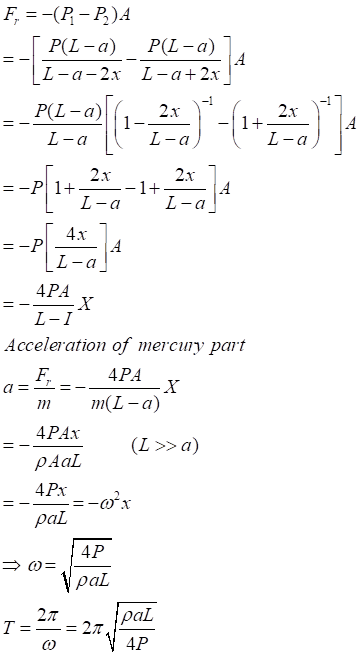 F_r = -(P_1 - P_2)A
= -[P(L-a)/(L-a-2x) - P(L-a)/(L-a+2x)]A
= -P(L-a)/(L-a) [(1 - 2x/(L-a))^{-1} - (1 + 2x/(L-a))^{-1}]A
= -P[1 + 2x/(L-a) - 1 + 2x/(L-a)]A
= -P[4x/(L-a)]A
= -4PA/(L-I) X
Acceleration of mercury part
a = F_r/m = -4PA/(m(L-a)) X
= -4PAx/(ρAaL) (L >> a)
= -4Px/(ρaL) = -ω²x
⇒ ω = √(4P/(ρaL))
T = 2π/ω = 2π√(ρaL/(4P))